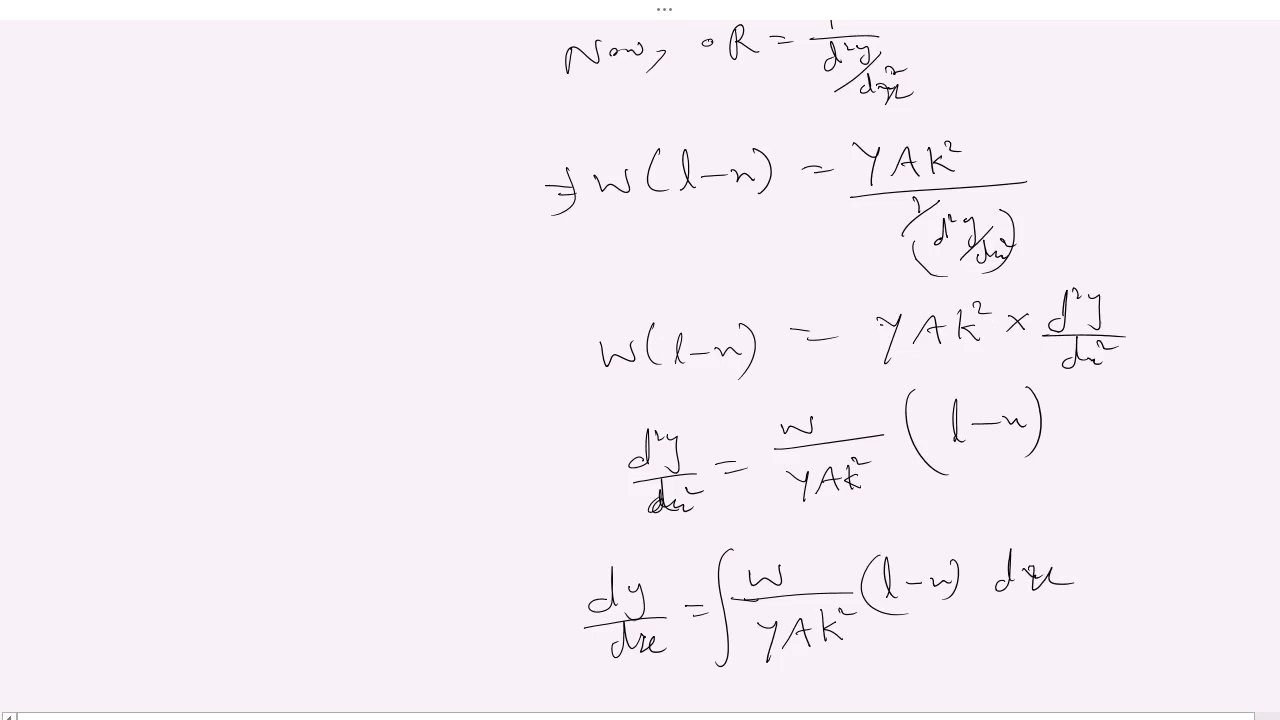 Now, R = 1/(d²y/dx²)
⇒ W(l-x) = YAK²/(1/(d²y/dx²))
W(l-x) = YAK² × d²y/dx²
d²y/dx² = W/YAK² (l-x)
dy/dx = ∫ W/YAK² (l-x) dx